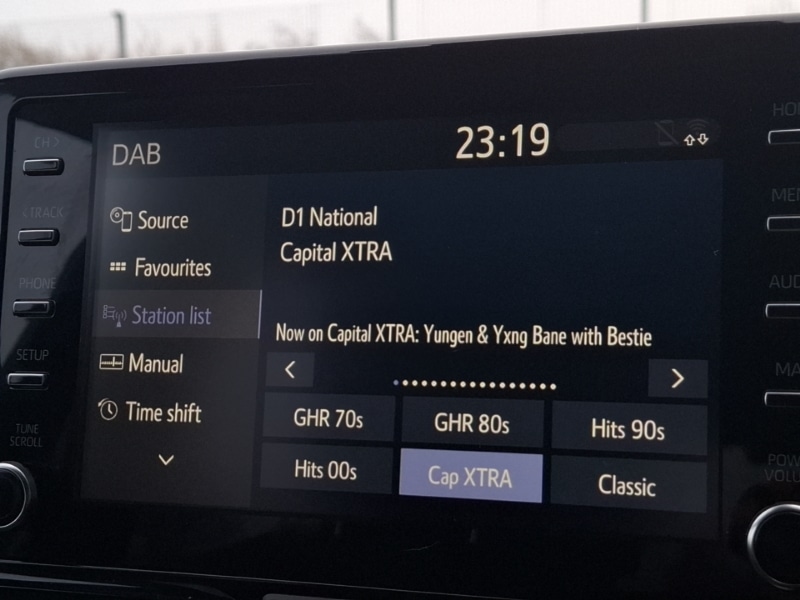 DAB
23:19
CH >
< TRACK
PHONE
SETUP
TUNE
SCROLL
Source
Favourites
Station list
Manual
Time shift
D1 National
Capital XTRA
Now on Capital XTRA: Yungen & Yxng Bane with Bestie
GHR 70s
GHR 80s
Hits 90s
Hits 00s
Cap XTRA
Classic